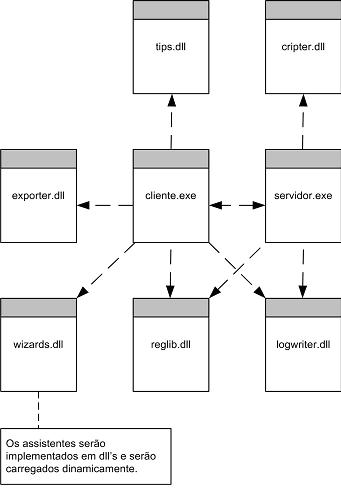 tips.dll
cripter.dll
exporter.dll
cliente.exe
servidor.exe
wizards.dll
reglib.dll
logwriter.dll
Os assistentes serão
implementados em dll's e serão
carregados dinamicamente.